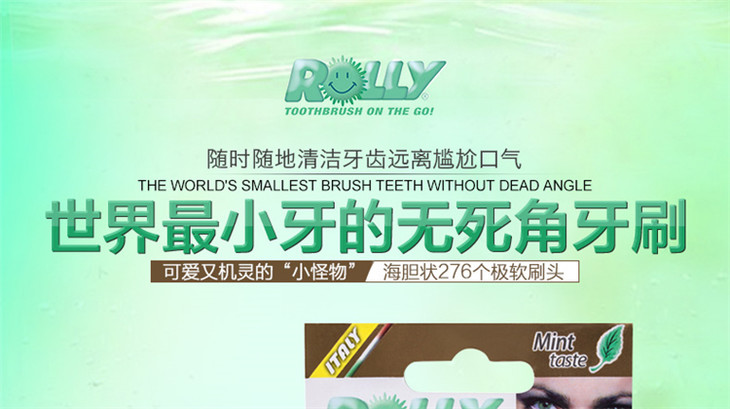 ROLLY®
TOOTHBRUSH ON THE GO!
随时随地清洁牙齿远离尴尬口气
THE WORLD'S SMALLEST BRUSH TEETH WITHOUT DEAD ANGLE
世界最小牙的无死角牙刷
可爱又机灵的“小怪物” 海胆状276个极软刷头
ITALY
Mint
taste
ROLLY